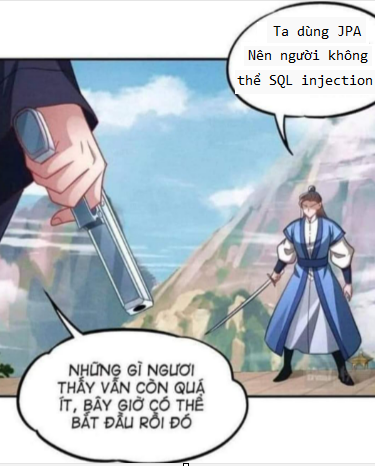 Ta dùng JPA
Nên người không
thể SQL injection
NHỮNG GÌ NGƯƠI
THẤY VẪN CÒN QUÁ
ÍT, BÂY GIỜ CÓ THỂ
BẮT ĐẦU RỒI ĐÓ